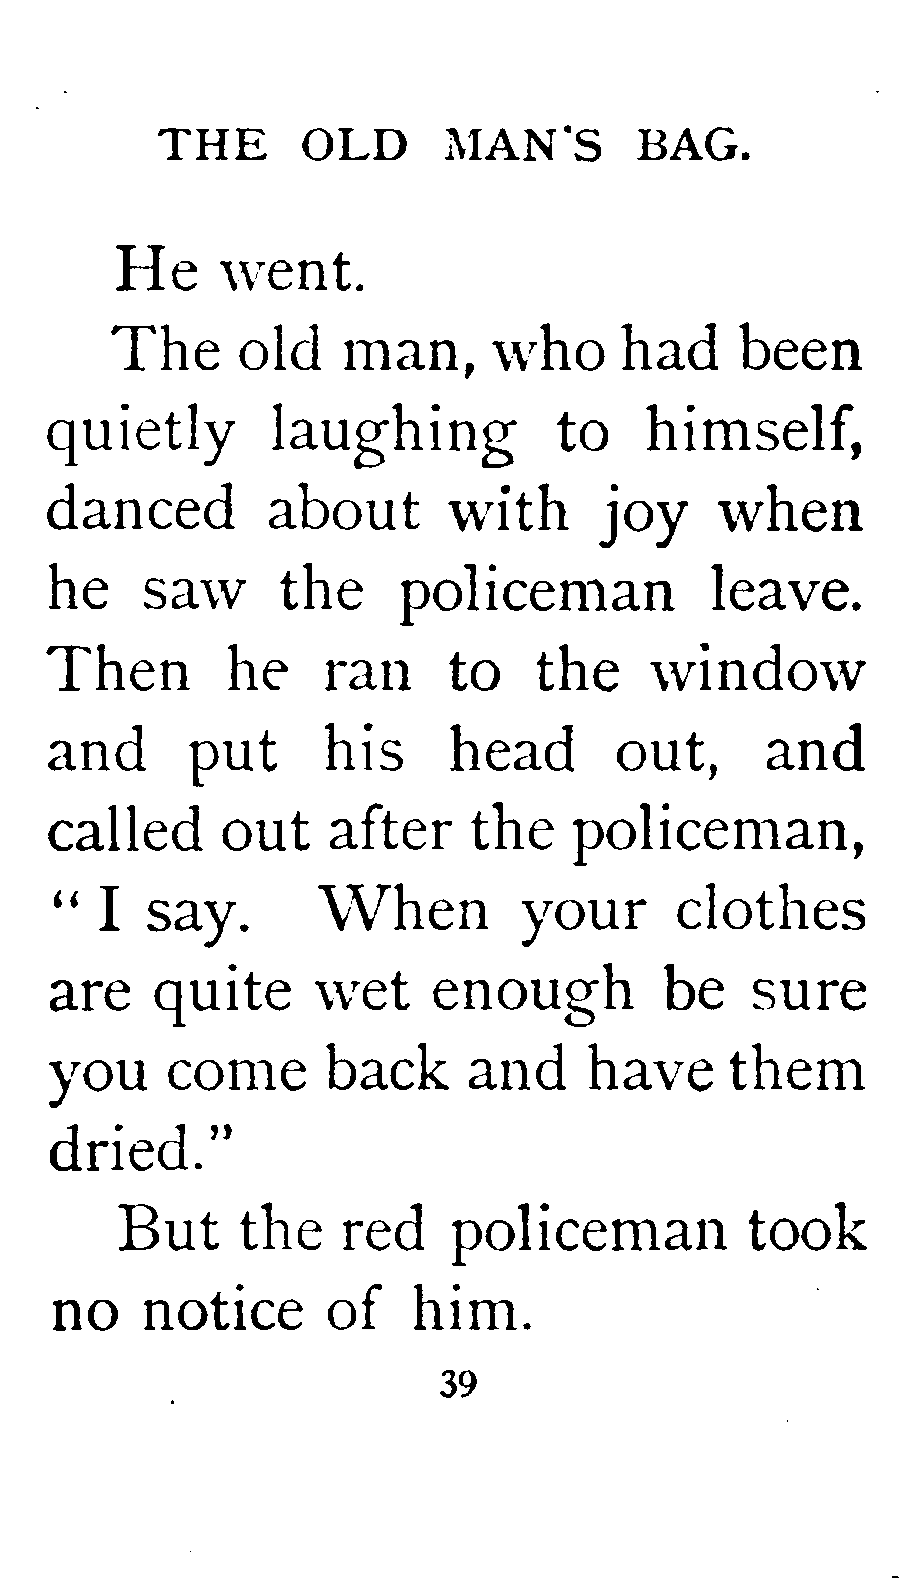 THE OLD MAN'S BAG.
He went.
The old man, who had been
quietly laughing to himself,
danced about with joy when
he saw the policeman leave.
Then he ran to the window
and put his head out, and
called out after the policeman,
“ I say. When your clothes
are quite wet enough be sure
you come back and have them
dried.”
But the red policeman took
no notice of him.
39